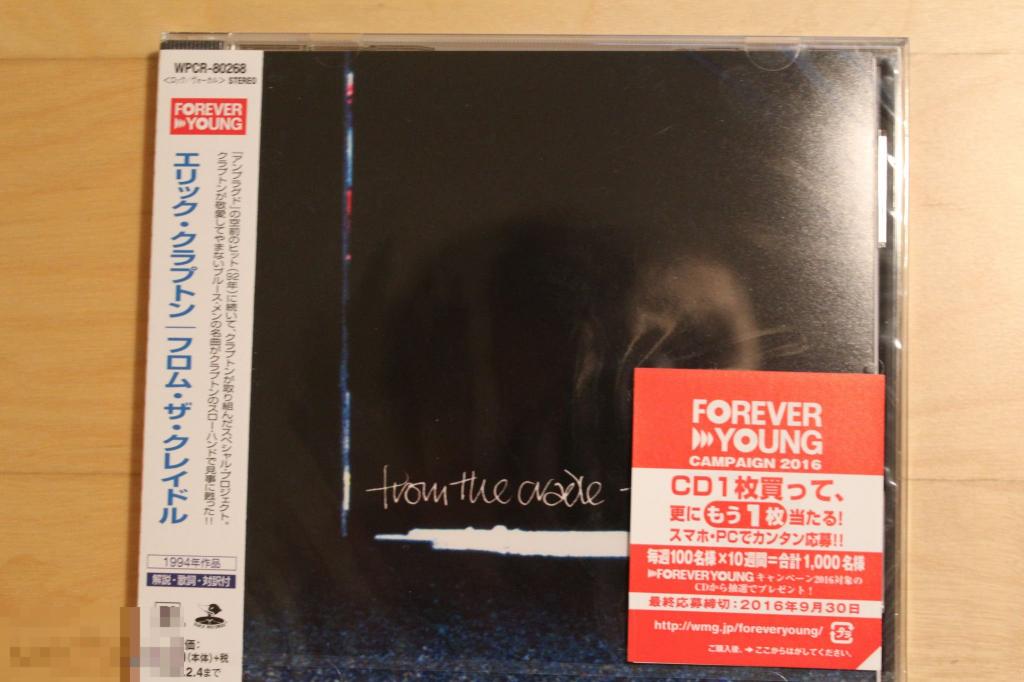 WPCR-80268
<ロック/ヴォーカル> STEREO
FOREVER
YOUNG
「アンプラグド」の空前のヒット(92年)に続いて、クラプトンが取り組んだスペシャル・プロジェクト。
クラプトンが敬愛してやまないブルース・メンの名曲がクラプトンのスロー・ハンドで見事に甦った!!
エリック・クラプトン|フロム・ザ・クレイドル
1994年作品
解説・歌詞・対訳付
価:
(本体)+税
.2.4まで
from the cradle
FOREVER
YOUNG
CAMPAIGN 2016
CD1枚買って、
更にもう1枚当たる!
スマホ・PCでカンタン応募!!
毎週100名様×10週間=合計1,000名様
FOREVER YOUNG キャンペーン2016対象の
CDから抽選でプレゼント!
最終応募締切:2016年9月30日
http://wmg.jp/foreveryoung/
ご購入後、➔ここからはがしてください。